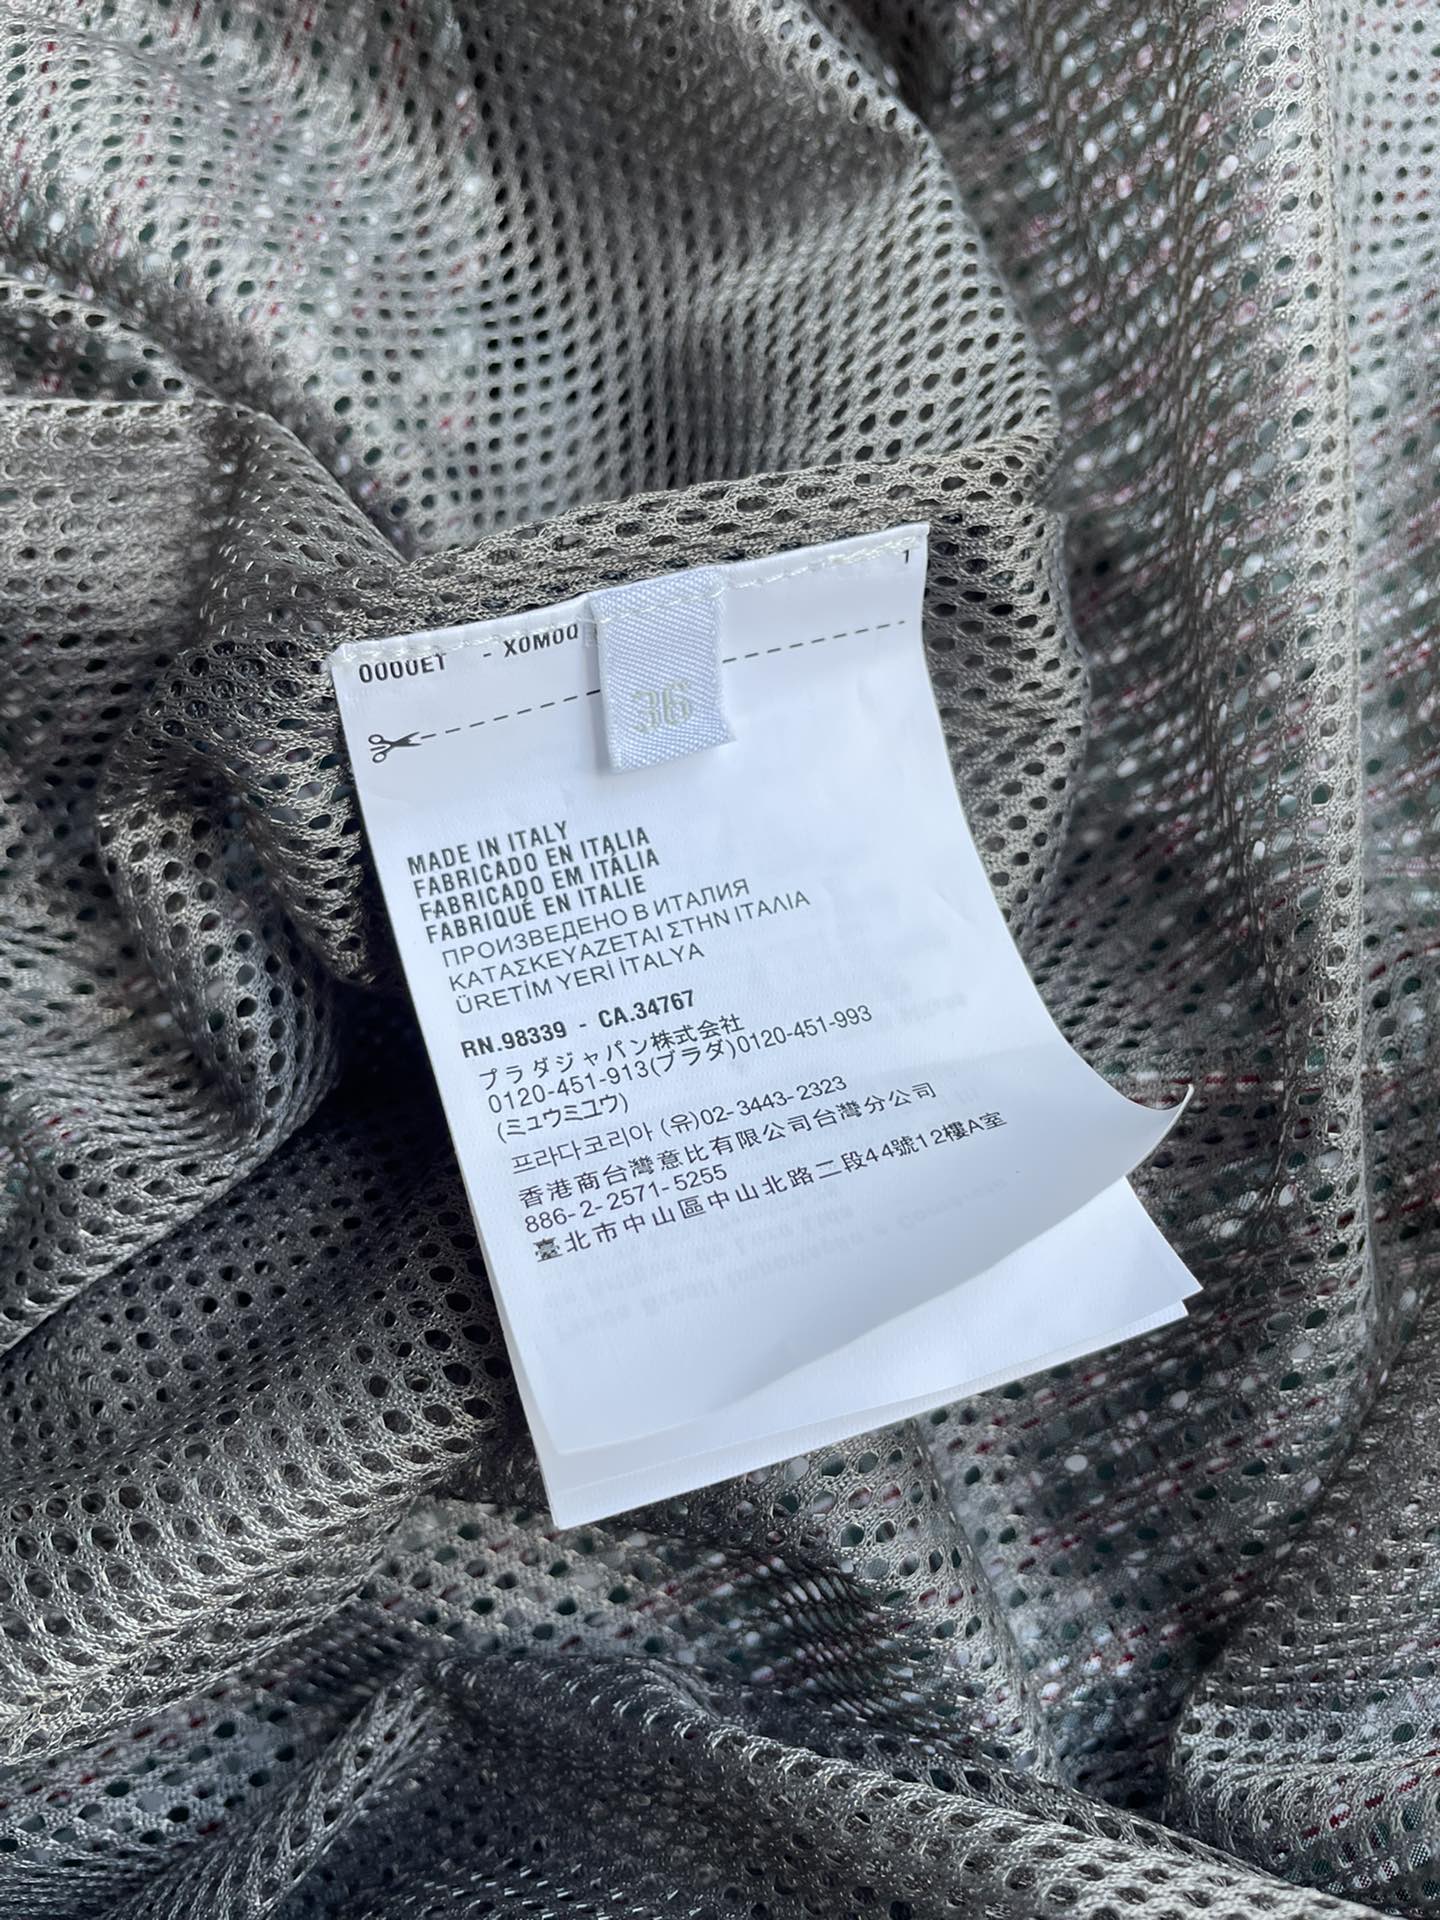 1
0000ET - X0M0Q
36
MADE IN ITALY
FABRICADO EN ITALIA
FABRICADO EM ITÁLIA
FABRIQUÉ EN ITALIE
ПРОИЗВЕДЕНО В ИТАЛИЯ
ΚΑΤΑΣΚΕΥΑΖΕΤΑΙ ΣΤΗΝ ΙΤΑΛΙΑ
ÜRETİM YERİ İTALYA
RN.98339 - CA.34767
プラダジャパン株式会社
0120-451-913(プラダ)0120-451-993
(ミュウミュウ)
프라다코리아 (유)02-3443-2323
香港商台灣意比有限公司台灣分公司
886-2-2571-5255
臺北市中山區中山北路二段44號12樓A室